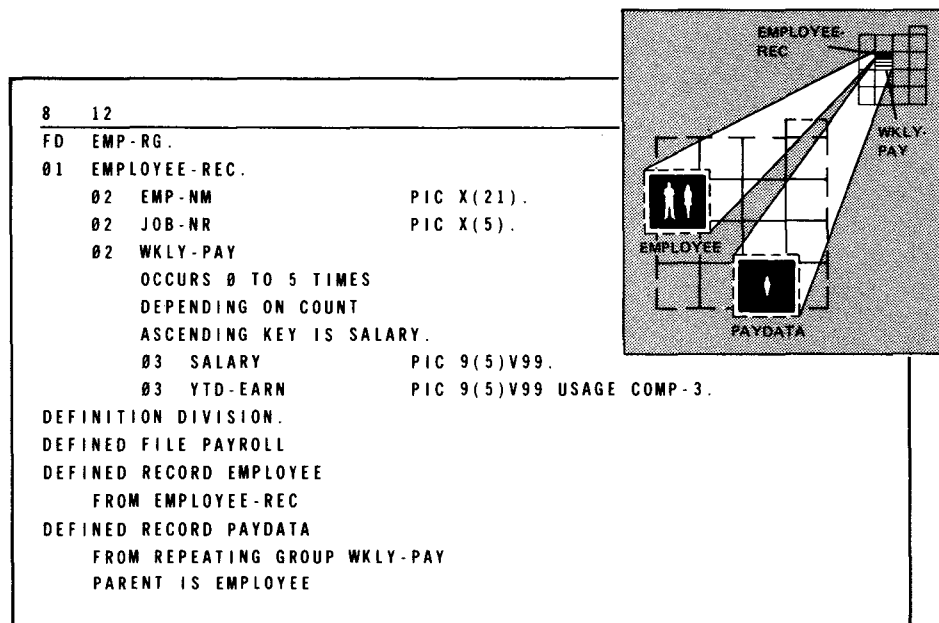 EMPLOYEE-
REC
WKLY-
PAY
EMPLOYEE
PAYDATA
8 12
FD EMP-RG.
01 EMPLOYEE-REC.
02 EMP-NM PIC X(21).
02 JOB-NR PIC X(5).
02 WKLY-PAY
OCCURS 0 TO 5 TIMES
DEPENDING ON COUNT
ASCENDING KEY IS SALARY.
03 SALARY PIC 9(5)V99.
03 YTD-EARN PIC 9(5)V99 USAGE COMP-3.
DEFINITION DIVISION.
DEFINED FILE PAYROLL
DEFINED RECORD EMPLOYEE
FROM EMPLOYEE-REC
DEFINED RECORD PAYDATA
FROM REPEATING GROUP WKLY-PAY
PARENT IS EMPLOYEE